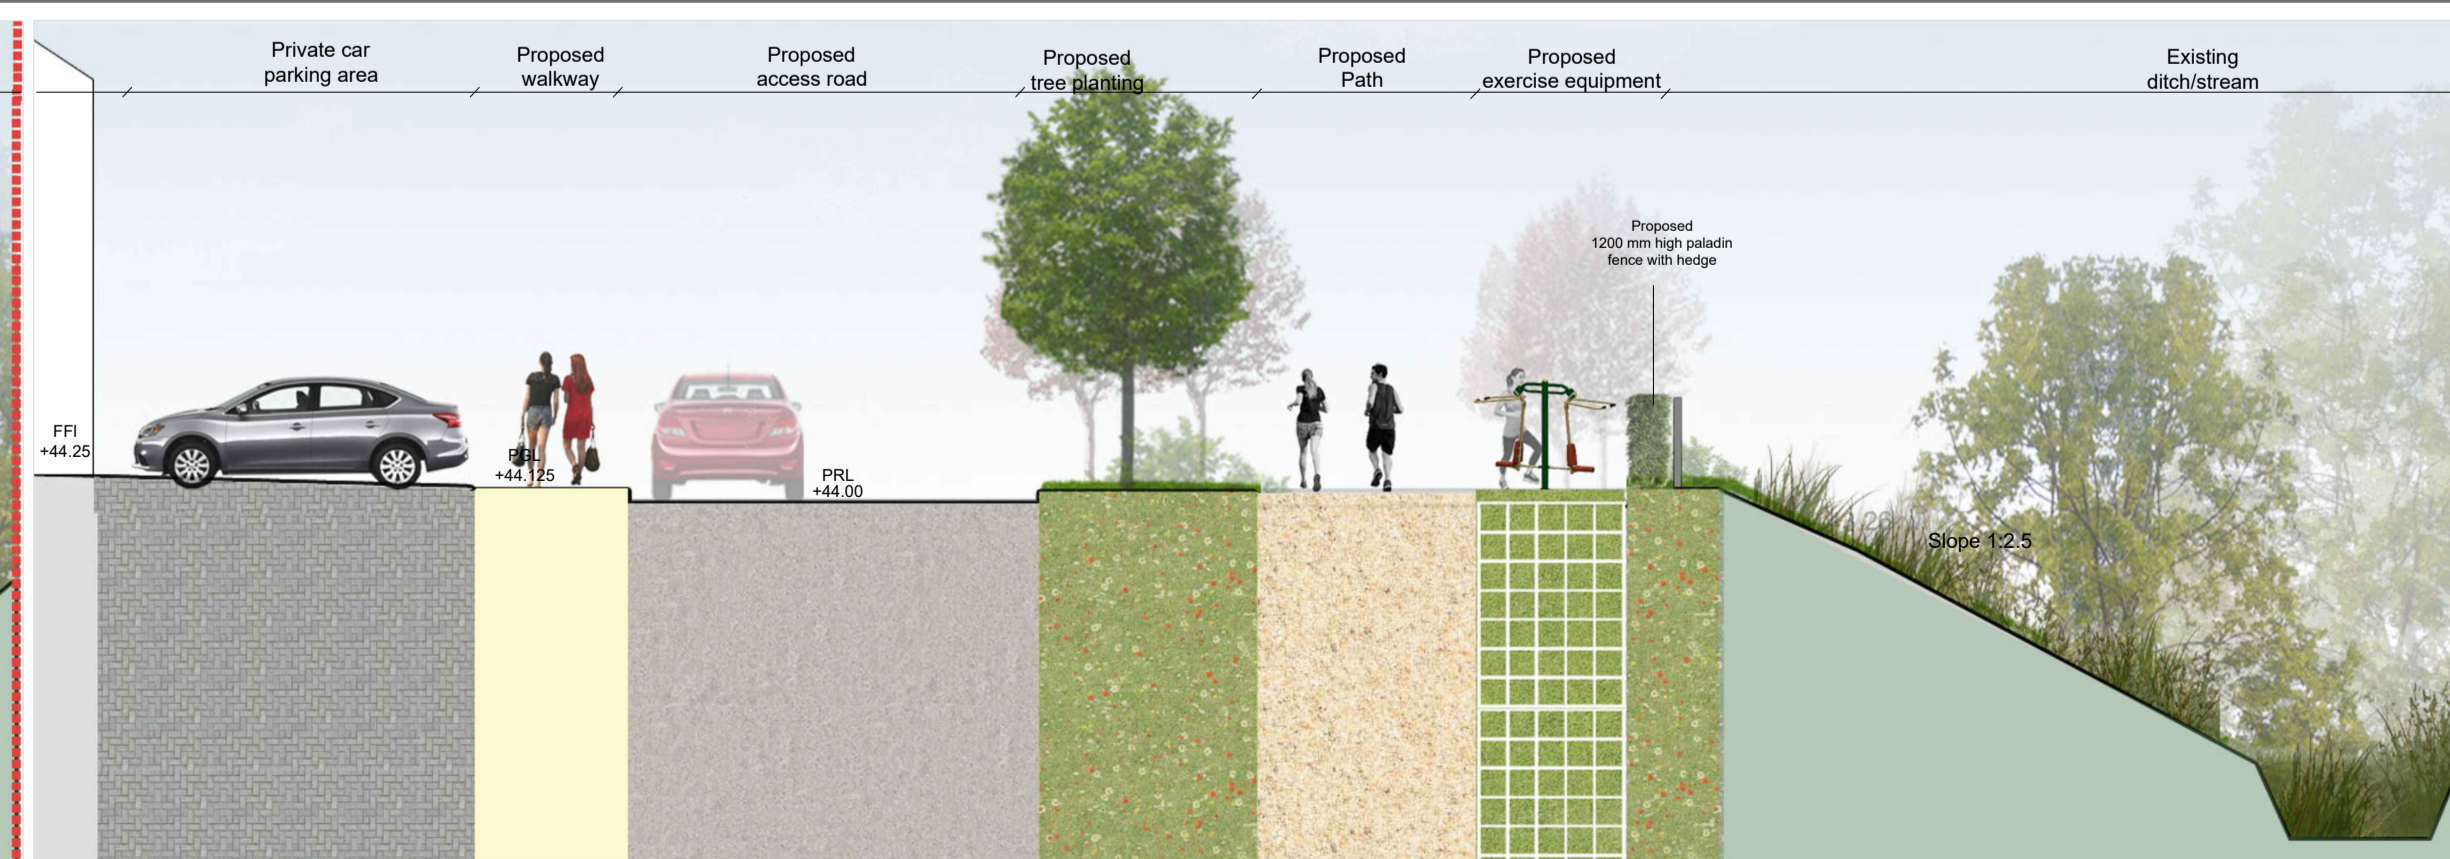 Private car
parking area
Proposed
walkway
Proposed
access road
Proposed
tree planting
Proposed
Path
Proposed
exercise equipment
Existing
ditch/stream
Proposed
1200 mm high paladin
fence with hedge
FFl
+44.25
PGL
+44.125
PRL
+44.00
Slope 1:2.5